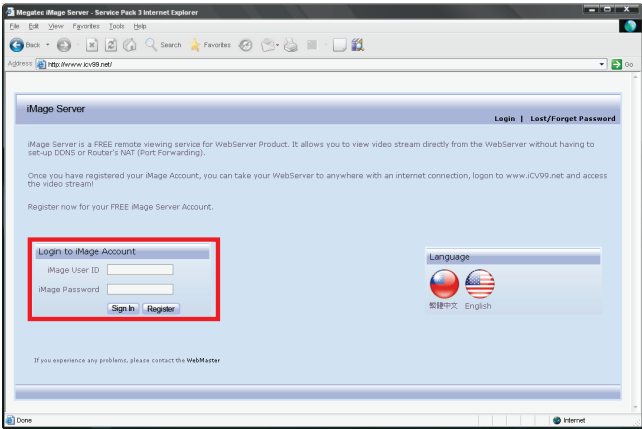 Megatec iMage Server - Service Pack 3 Internet Explorer
File Edit View Favorites Tools Help
Back Search Favorites
Address http://www.icv99.net/ Go
iMage Server
Login | Lost/Forget Password
iMage Server is a FREE remote viewing service for WebServer Product. It allows you to view video stream directly from the WebServer without having to
set-up DDNS or Router's NAT (Port Forwarding).
Once you have registered your iMage Account, you can take your WebServer to anywhere with an internet connection, logon to www.iCV99.net and access
the video stream!
Register now for your FREE iMage Server Account.
Login to iMage Account
iMage User ID
iMage Password
Sign In Register
Language
繁體中文 English
If you experience any problems, please contact the WebMaster
Done Internet